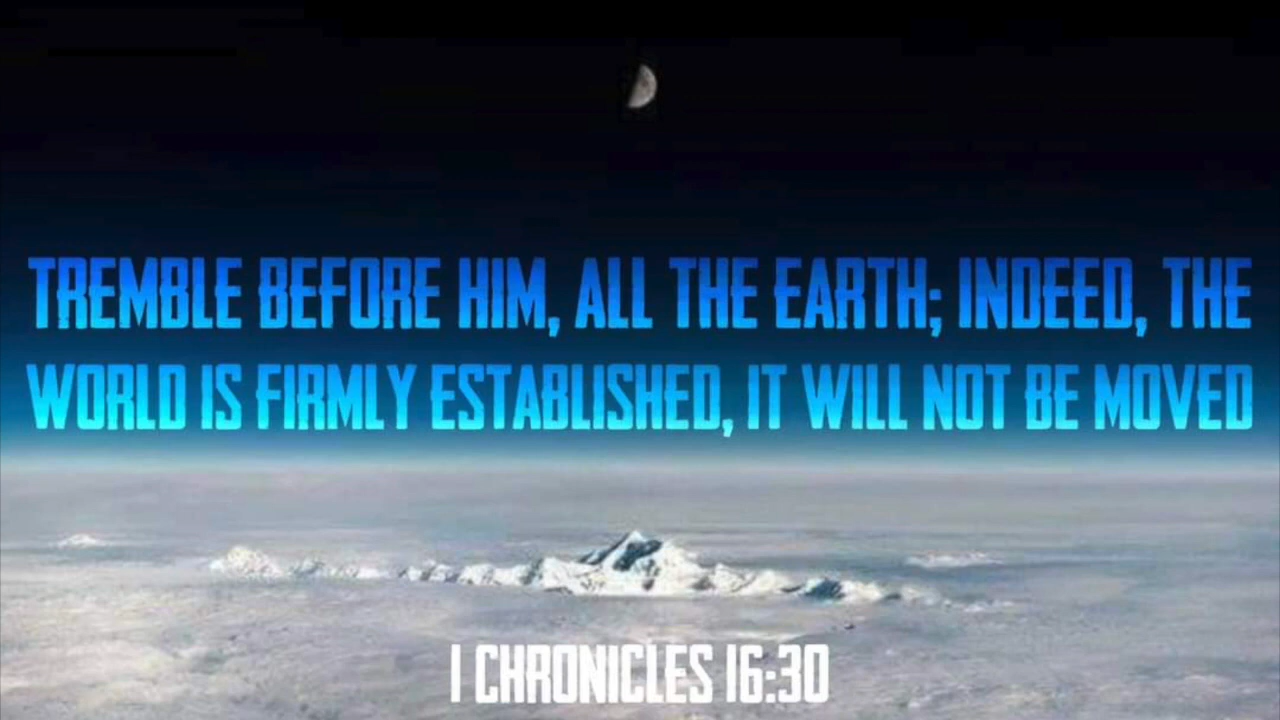 TREMBLE BEFORE HIM, ALL THE EARTH; INDEED, THE
WORLD IS FIRMLY ESTABLISHED, IT WILL NOT BE MOVED
I CHRONICLES 16:30